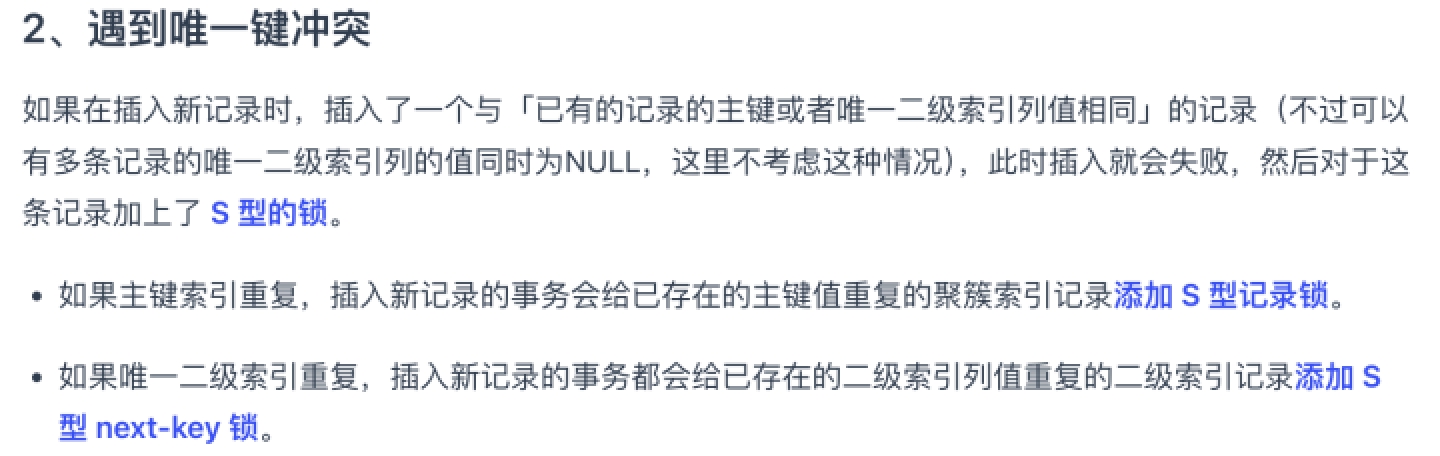 2、遇到唯一键冲突
如果在插入新记录时，插入了一个与「已有的记录的主键或者唯一二级索引列值相同」的记录（不过可以
有多条记录的唯一二级索引列的值同时为NULL，这里不考虑这种情况），此时插入就会失败，然后对于这
条记录加上了 S 型的锁。
• 如果主键索引重复，插入新记录的事务会给已存在的主键值重复的聚簇索引记录添加 S 型记录锁。
• 如果唯一二级索引重复，插入新记录的事务都会给已存在的二级索引列值重复的二级索引记录添加 S
型 next-key 锁。